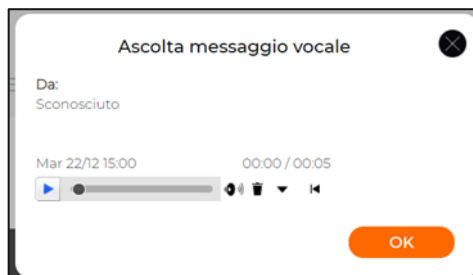 Ascolta messaggio vocale
Da:
Sconosciuto
Mar 22/12 15:00 00:00 / 00:05
OK